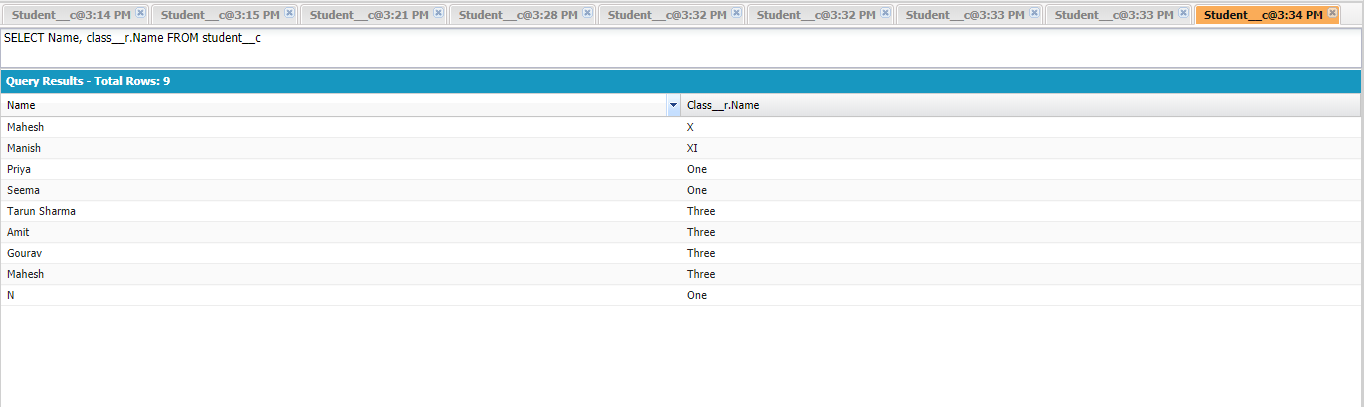 Student__c@3:14 PM Student__c@3:15 PM Student__c@3:21 PM Student__c@3:28 PM Student__c@3:32 PM Student__c@3:32 PM Student__c@3:33 PM Student__c@3:33 PM Student__c@3:34 PM
SELECT Name, class__r.Name FROM student__c
Query Results - Total Rows: 9
Name Class__r.Name
Mahesh X
Manish XI
Priya One
Seema One
Tarun Sharma Three
Amit Three
Gourav Three
Mahesh Three
N One